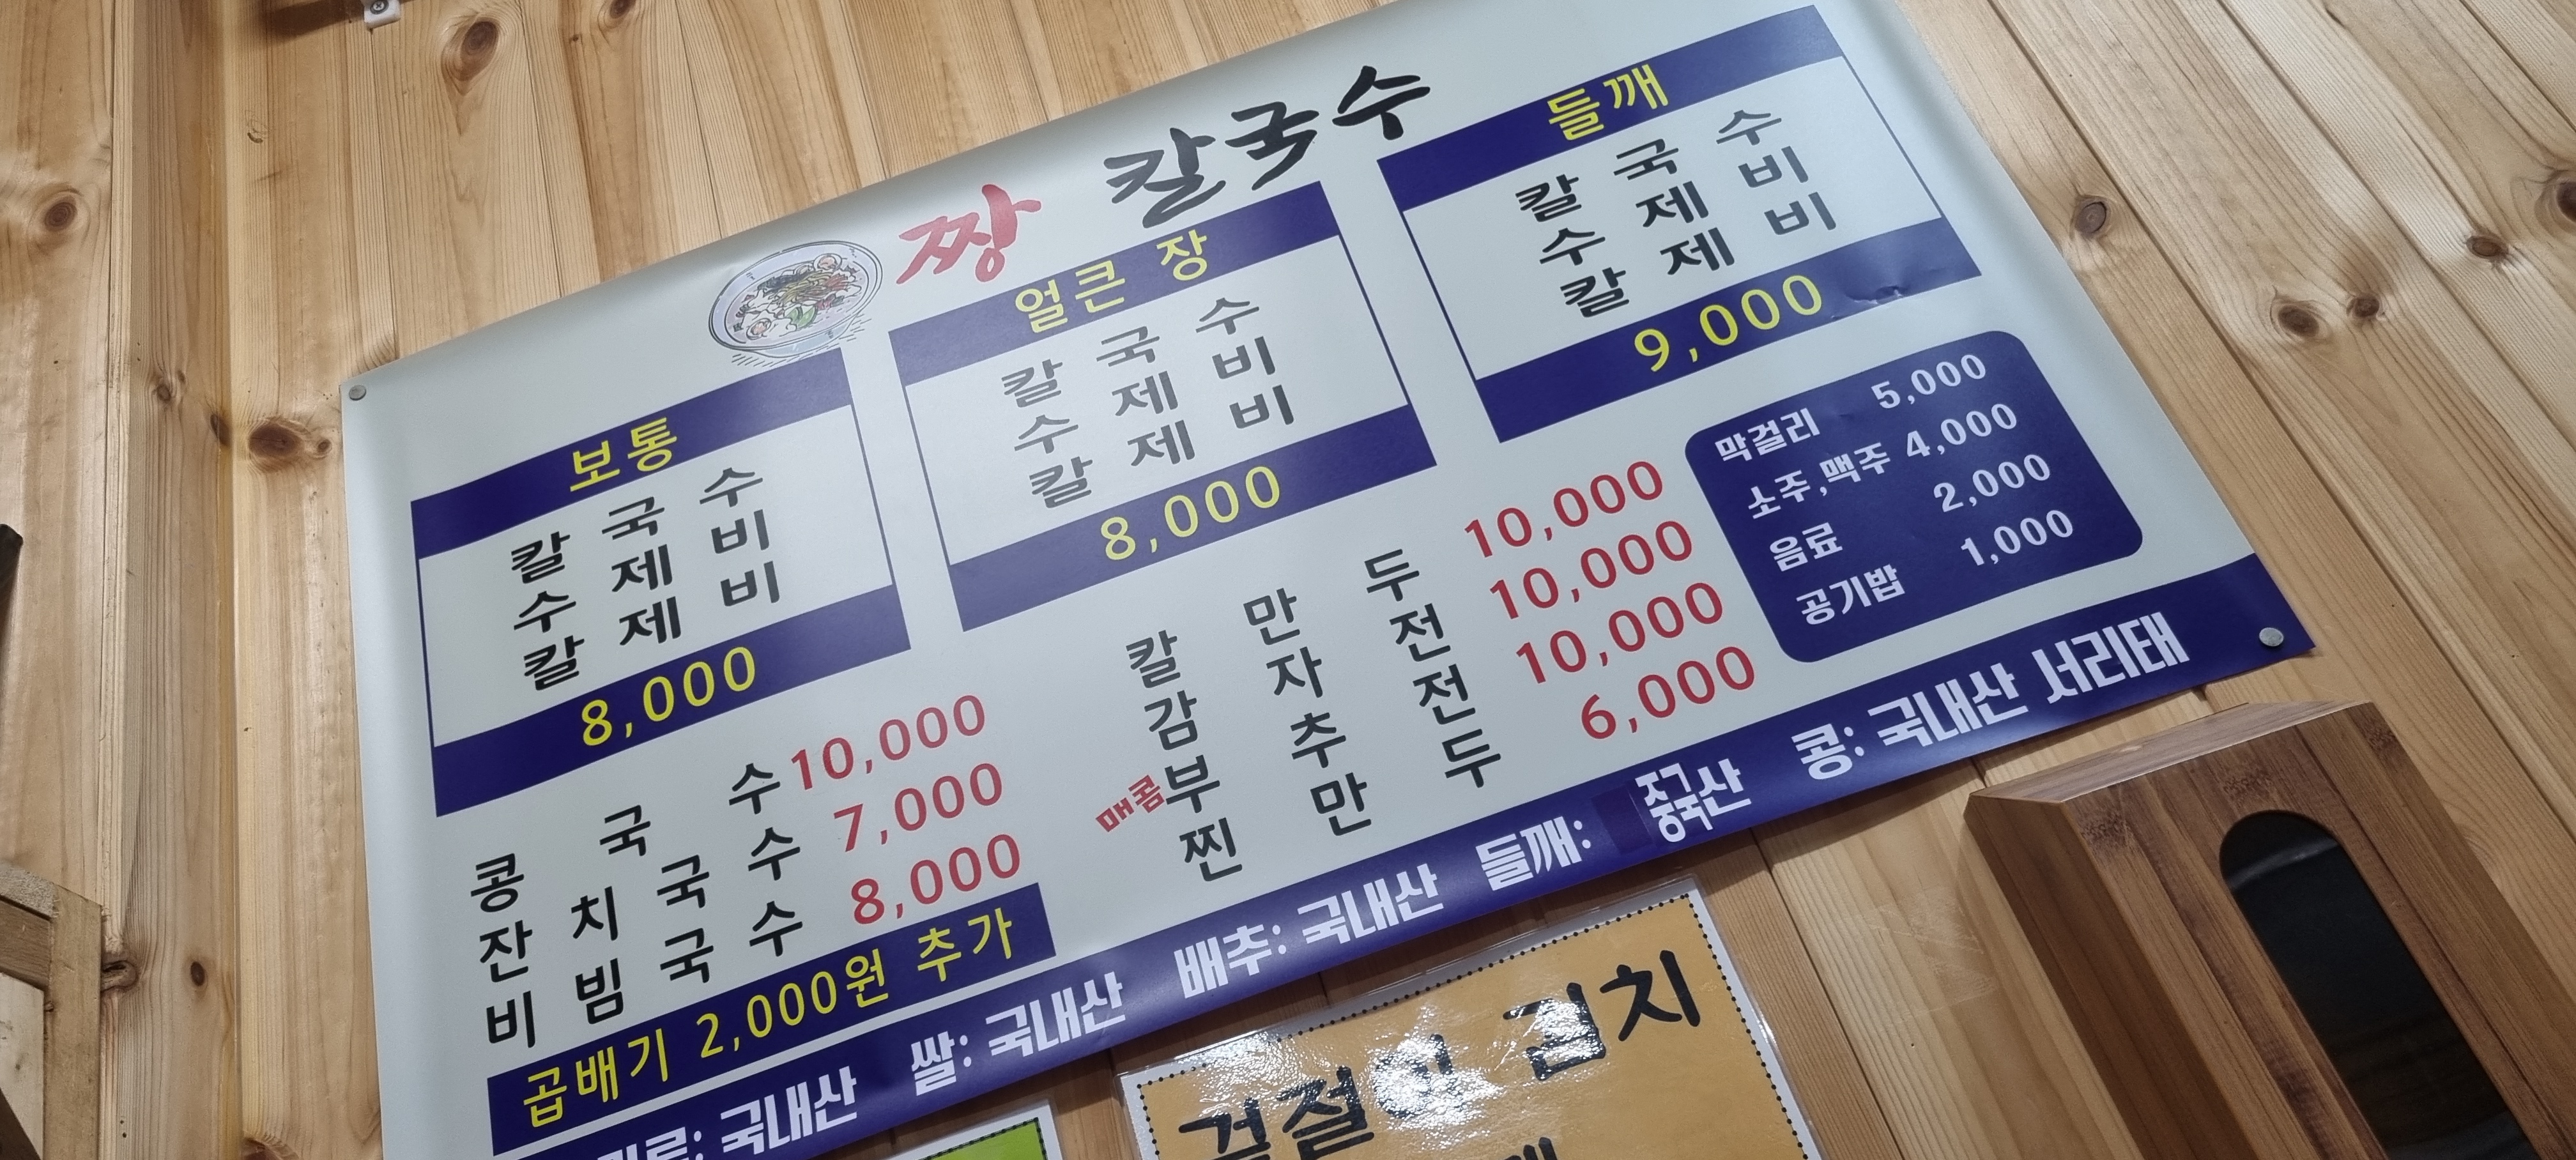 짱 칼국수
보통
칼국수
수제비
칼제비
8,000
얼큰 장
칼국수
수제비
칼제비
8,000
들깨
칼국수
수제비
칼제비
9,000
콩국수 10,000
잔치국수 7,000
비빔국수 8,000
곱배기 2,000원 추가
칼만두 10,000
감자전 10,000
매콤 부추전 10,000
찐만두 6,000
막걸리 5,000
소주,맥주 4,000
음료 2,000
공기밥 1,000
국내산 쌀: 국내산 배추: 국내산 들깨: 중국산 콩: 국내산 서리태
겉절이 김치